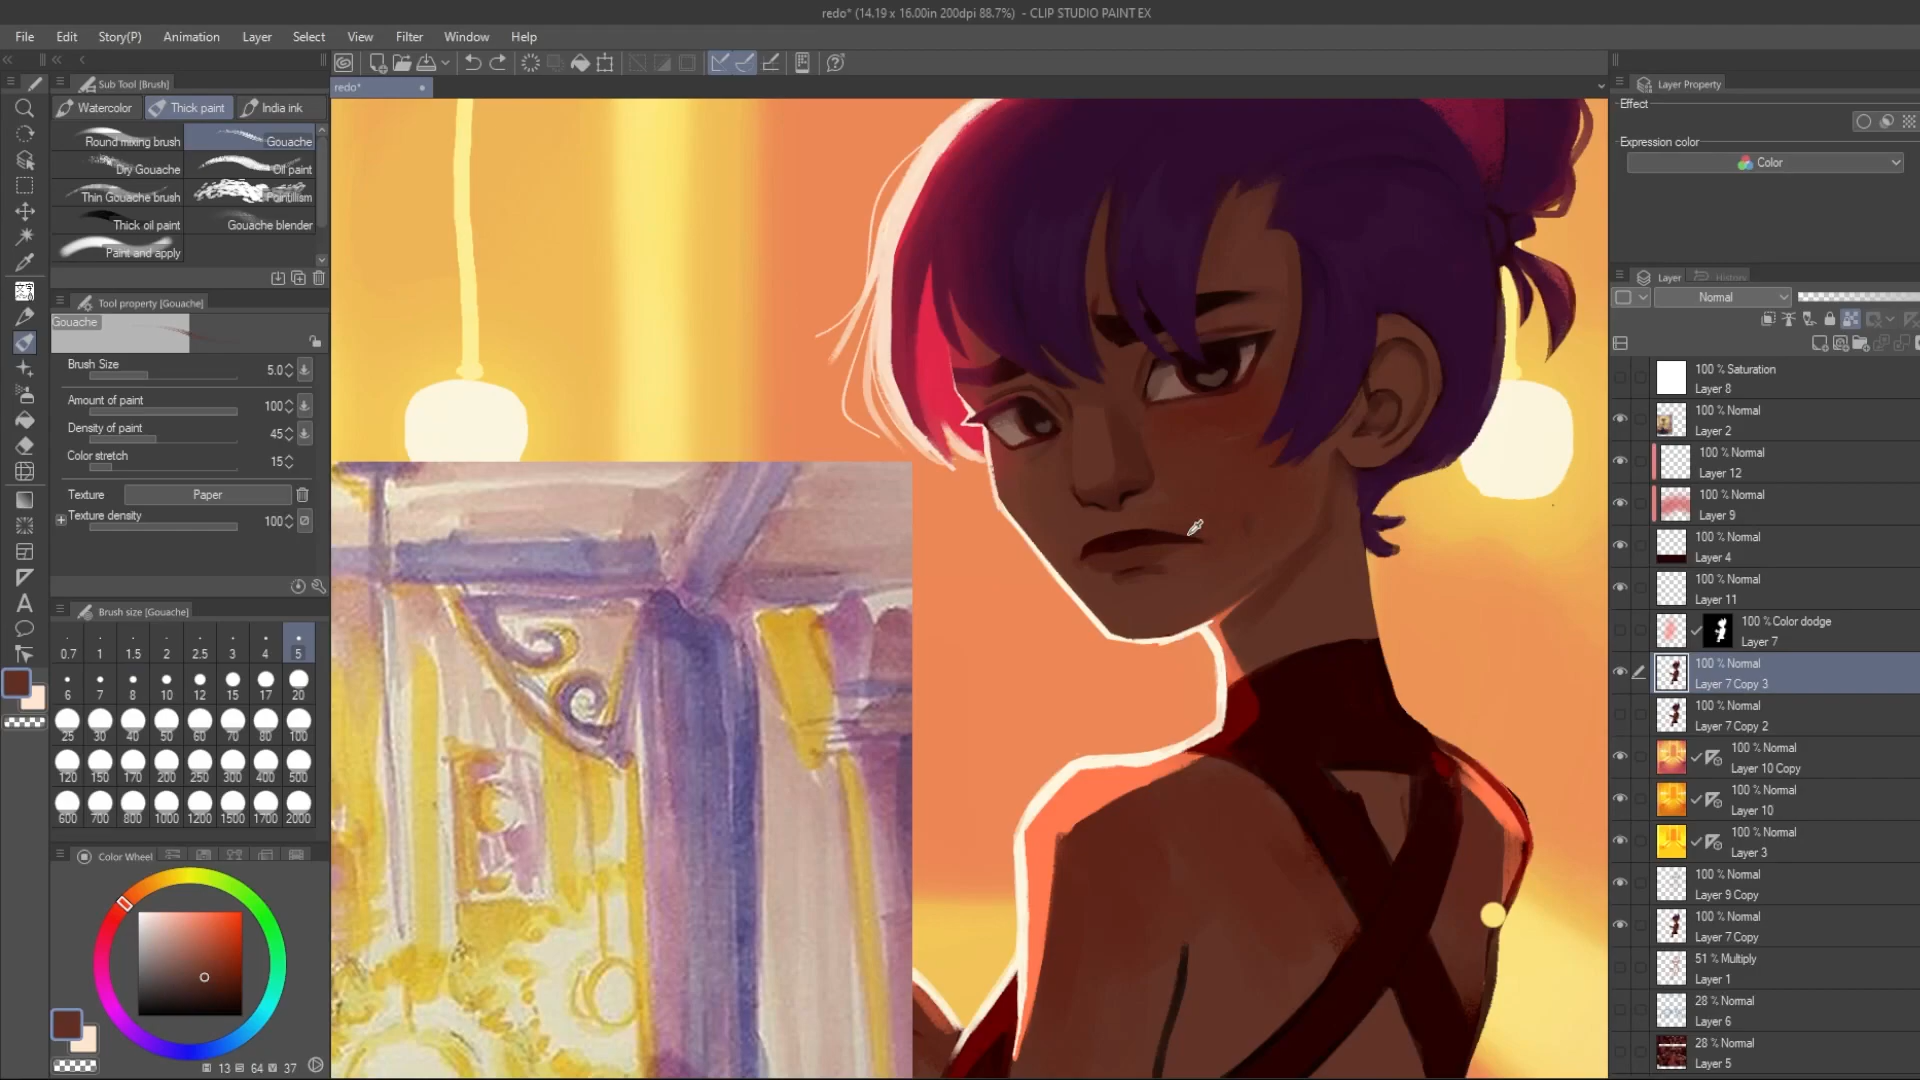 redo* (14.19 x 16.00in 200dpi 88.7%) - CLIP STUDIO PAINT EX
File Edit Story(P) Animation Layer Select View Filter Window Help
Sub Tool [Brush]
Watercolor Thick paint India ink
Round mixing brush Gouache
Dry Gouache Oil paint
Thin Gouache brush Pointillism
Thick oil paint Gouache blender
Paint and apply
Tool property [Gouache]
Gouache
Brush Size 5.0
Amount of paint 100
Density of paint 45
Color stretch 15
Texture Paper
Texture density 100
Brush size [Gouache]
0.7 1 1.5 2 2.5 3 4 5
6 7 8 10 12 15 17 20
25 30 40 50 60 70 80 100
120 150 170 200 250 300 400 500
600 700 800 1000 1200 1500 1700 2000
Color Wheel
13 64 37
redo*
Layer Property
Effect
Expression color
Color
Layer History
Normal
100 % Saturation
Layer 8
100 % Normal
Layer 2
100 % Normal
Layer 12
100 % Normal
Layer 9
100 % Normal
Layer 4
100 % Normal
Layer 11
100 % Color dodge
Layer 7
100 % Normal
Layer 7 Copy 3
100 % Normal
Layer 7 Copy 2
100 % Normal
Layer 10 Copy
100 % Normal
Layer 10
100 % Normal
Layer 3
100 % Normal
Layer 9 Copy
100 % Normal
Layer 7 Copy
51 % Multiply
Layer 1
28 % Normal
Layer 6
28 % Normal
Layer 5